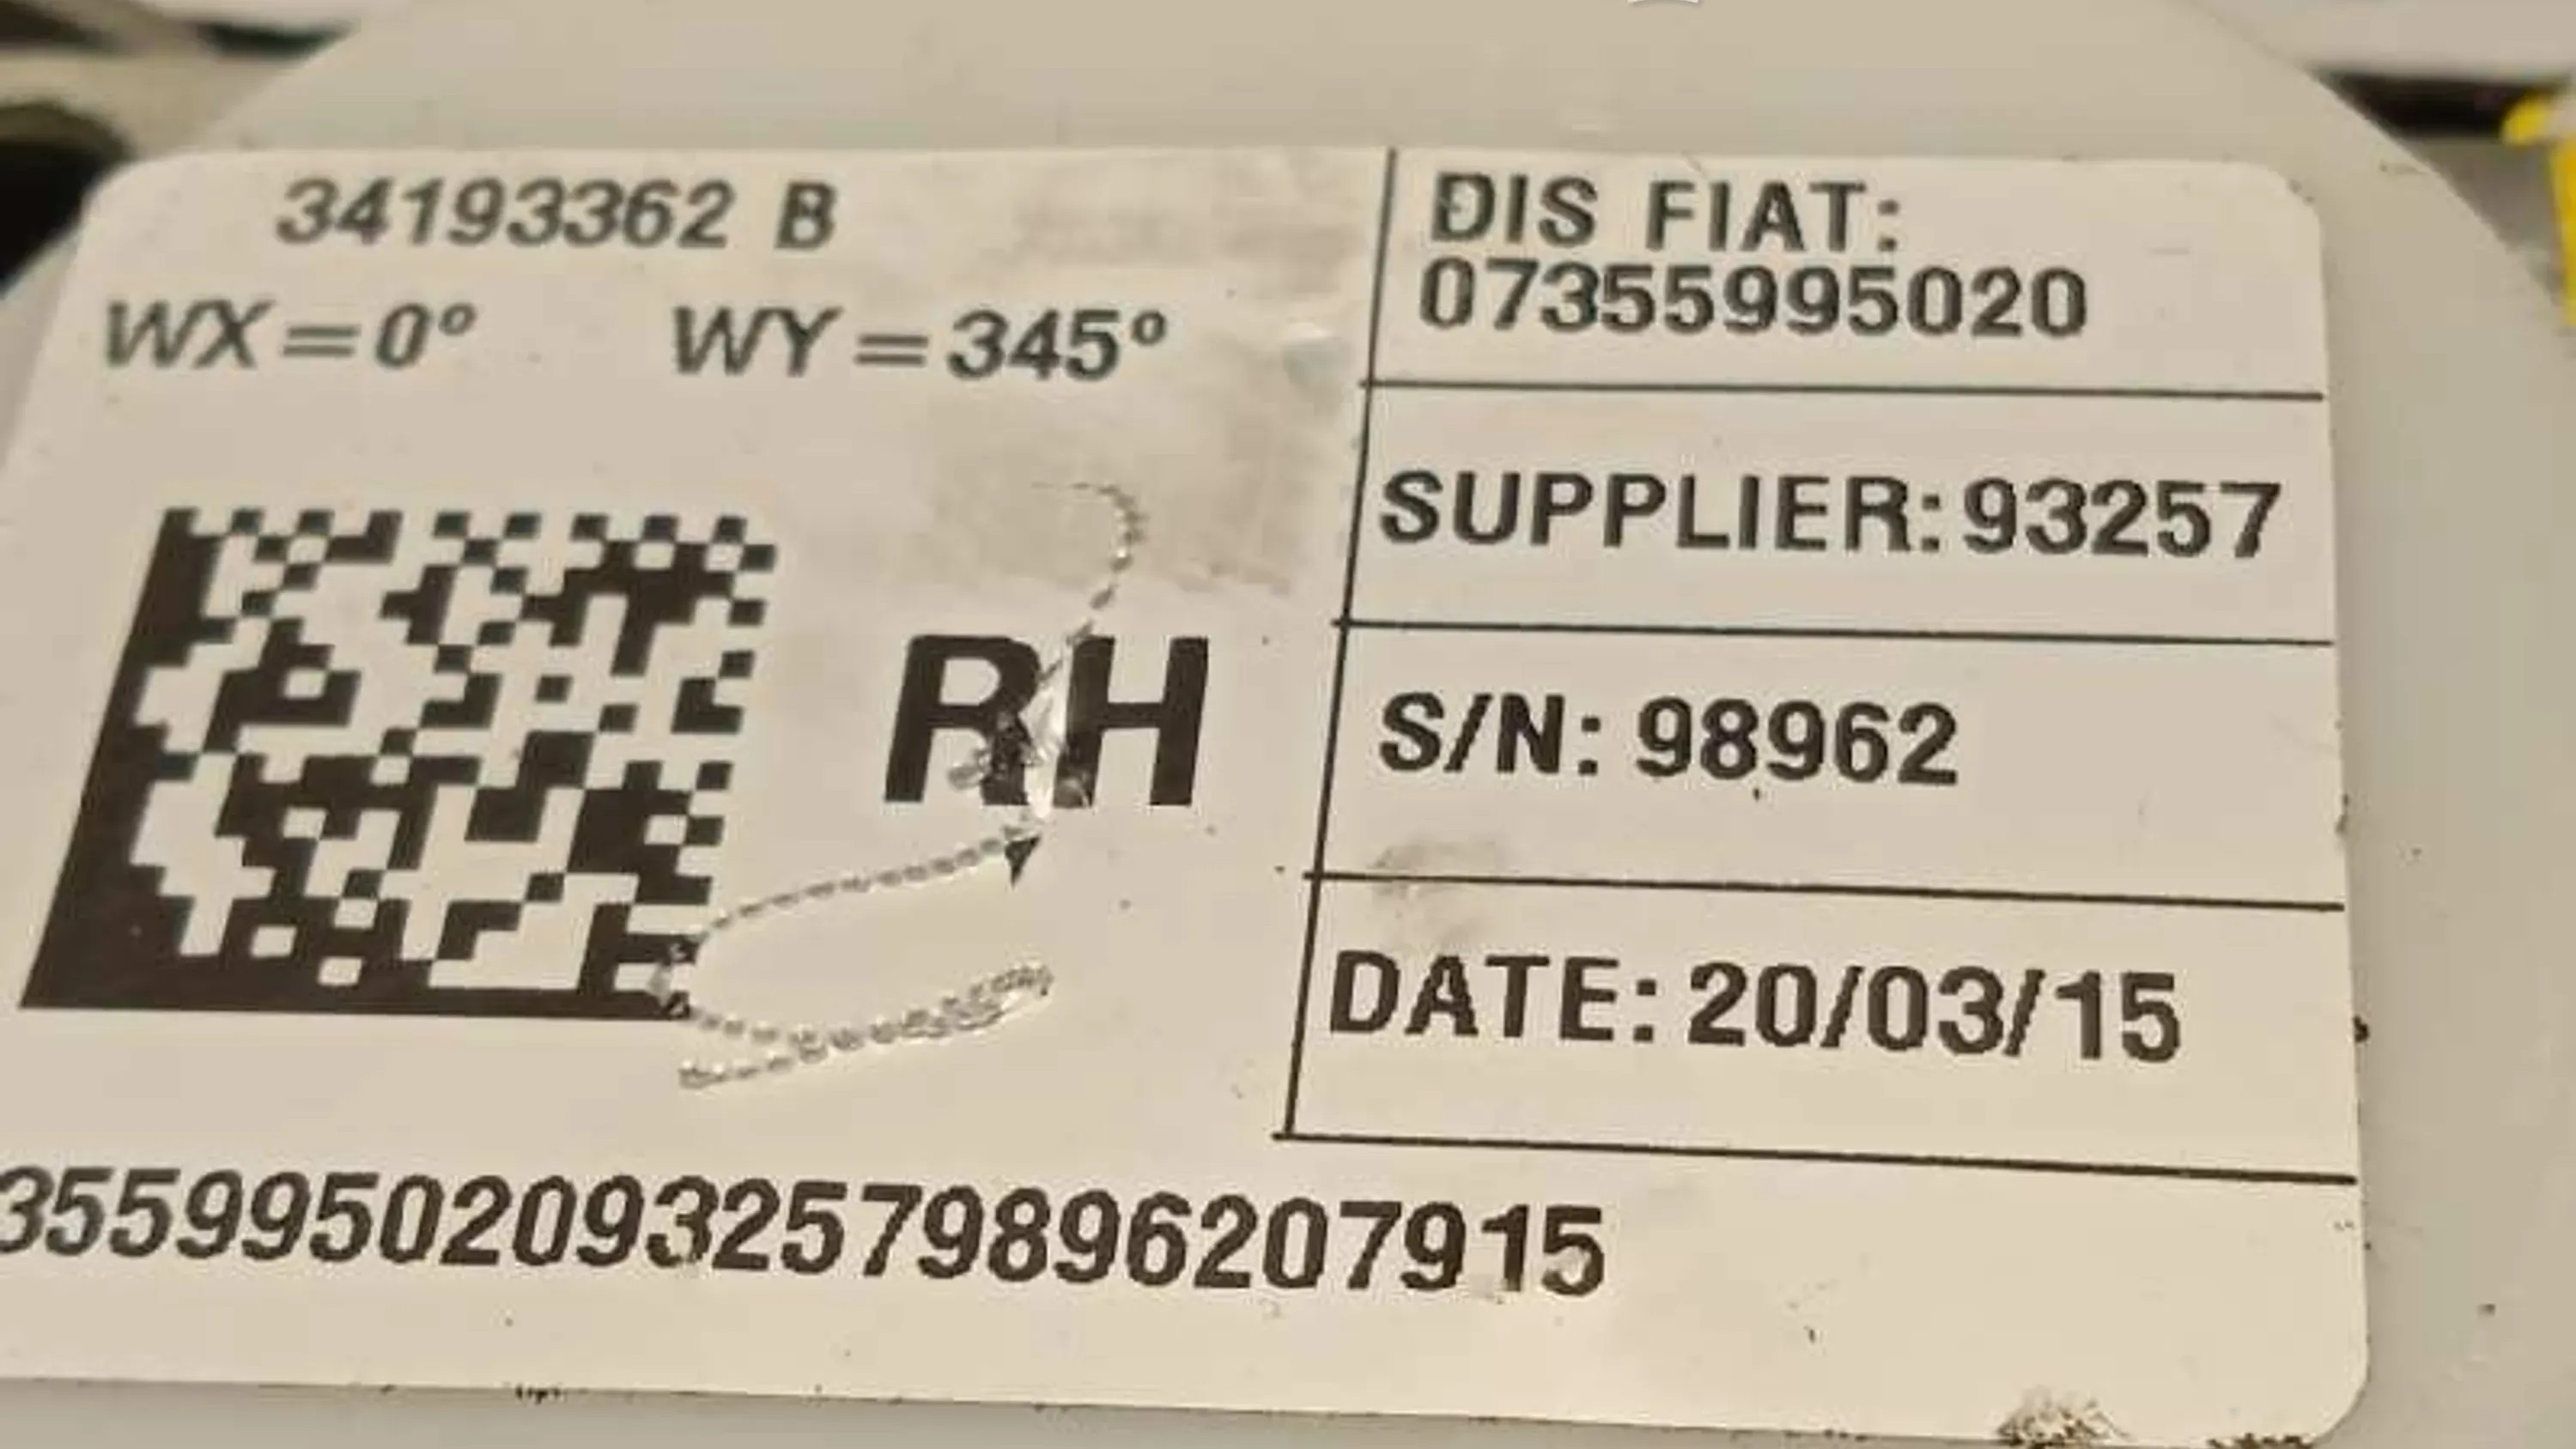 34193362 B
WX=0° WY=345°
RH
DIS FIAT:
07355995020
SUPPLIER:93257
S/N: 98962
DATE: 20/03/15
355995020932579896207915